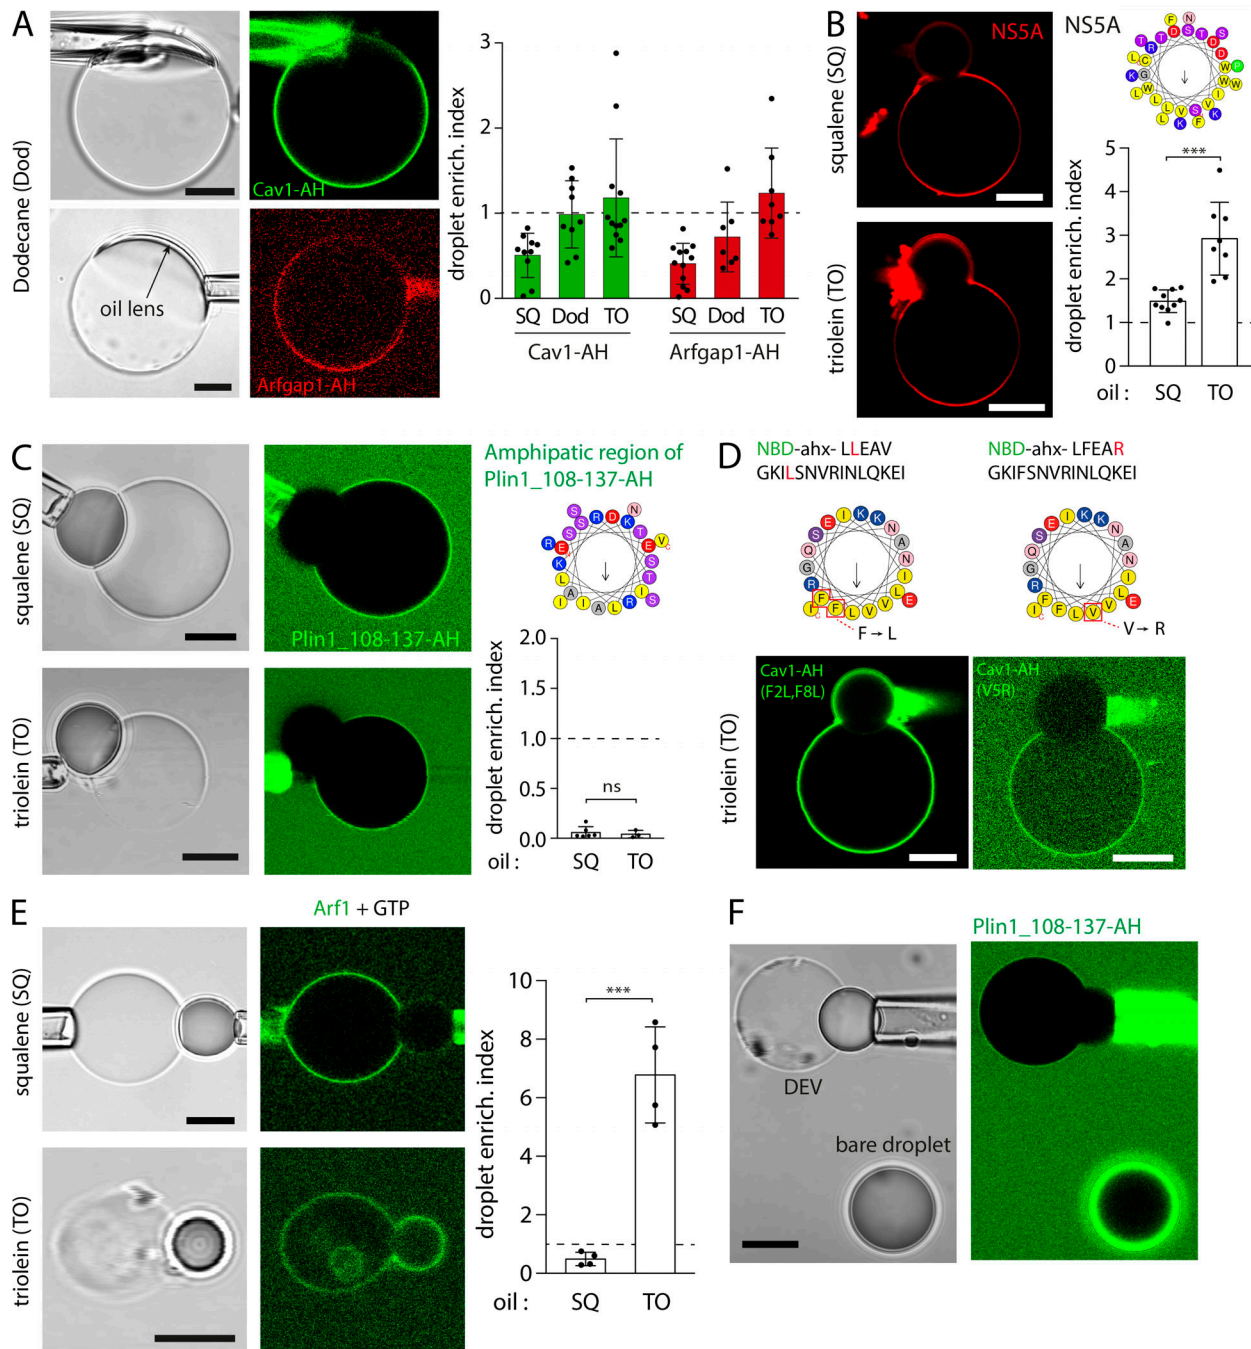 A
Dodecane (Dod)
Cav1-AH
oil lens
Arfgap1-AH
droplet enrich. index
3
2
1
0
SQ Dod TO SQ Dod TO
Cav1-AH Arfgap1-AH
B
squalene (SQ)
NS5A
triolein (TO)
NS5A
droplet enrich. index
***
5
4
3
2
1
0
oil : SQ TO
C
squalene (SQ)
Plin1_108-137-AH
triolein (TO)
Amphipatic region of
Plin1_108-137-AH
droplet enrich. index
2.0
1.5
1.0
0.5
0.0
ns
oil : SQ TO
D
NBD-ahx- LLEAV
GKILSNVRINLQKEI
NBD-ahx- LFEAR
GKIFSNVRINLQKEI
F → L
V → R
triolein (TO)
Cav1-AH
(F2L,F8L)
Cav1-AH
(V5R)
E
Arf1 + GTP
squalene (SQ)
triolein (TO)
droplet enrich. index
***
10
8
6
4
2
0
oil : SQ TO
F
Plin1_108-137-AH
DEV
bare droplet